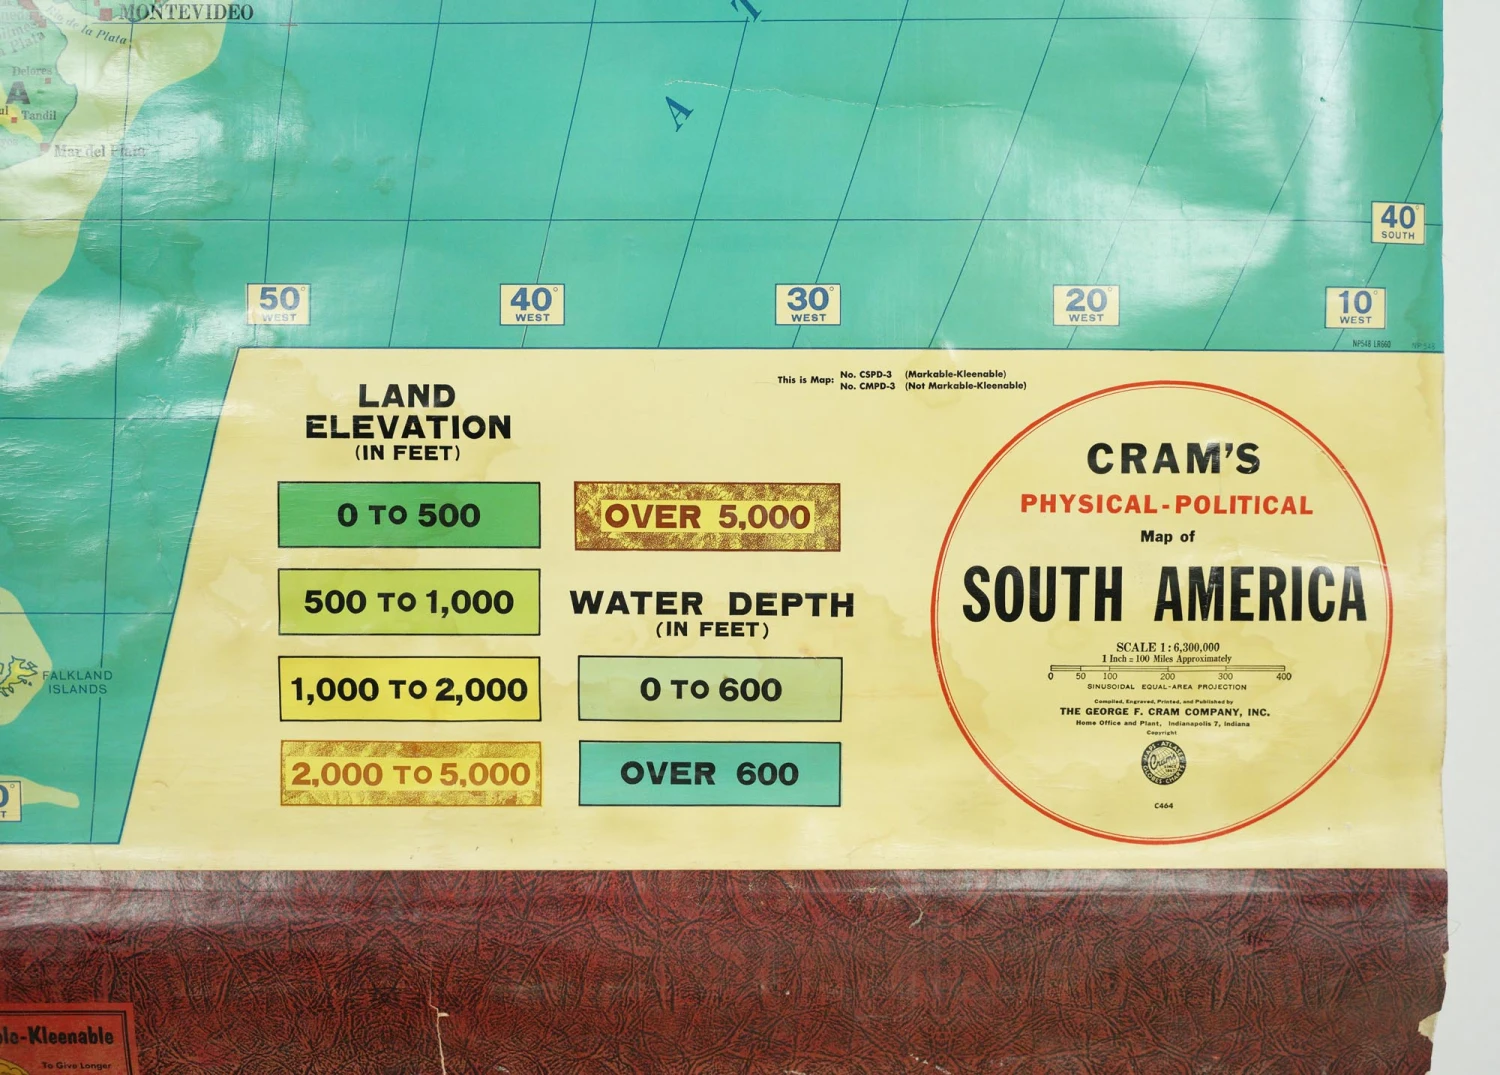 MONTEVIDEO
de la Plata
Dolores
A
Tandil
Mar del Plata
A
T
40°
SOUTH
50°
WEST
40°
WEST
30°
WEST
20°
WEST
10°
WEST
NP548 LR660
NP548
This is Map: No. CSPD-3 (Markable-Kleenable)
No. CMPD-3 (Not Markable-Kleenable)
LAND
ELEVATION
(IN FEET)
0 TO 500
500 TO 1,000
1,000 TO 2,000
2,000 TO 5,000
OVER 5,000
WATER DEPTH
(IN FEET)
0 TO 600
OVER 600
CRAM'S
PHYSICAL-POLITICAL
Map of
SOUTH AMERICA
SCALE 1:6,300,000
1 Inch = 100 Miles Approximately
0 50 100 200 300 400
SINUSOIDAL EQUAL-AREA PROJECTION
Compiled, Engraved, Printed, and Published by
THE GEORGE F. CRAM COMPANY, INC.
Home Office and Plant, Indianapolis 7, Indiana
Copyright
Cram's
C464
FALKLAND
ISLANDS
-Kleenable
To Give Longer